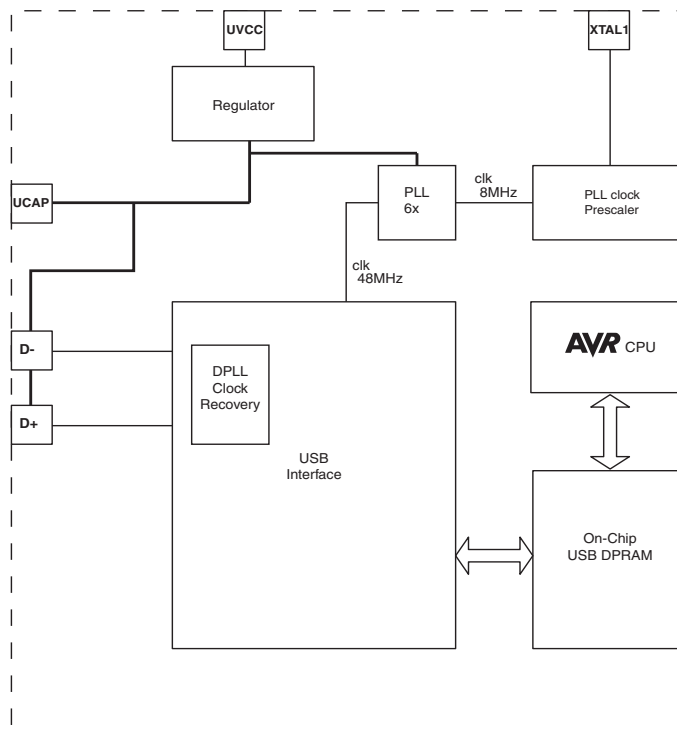 UVCC
XTAL1
Regulator
UCAP
PLL
6x
clk
8MHz
PLL clock
Prescaler
clk
48MHz
D-
D+
DPLL
Clock
Recovery
USB
Interface
AVR CPU
On-Chip
USB DPRAM